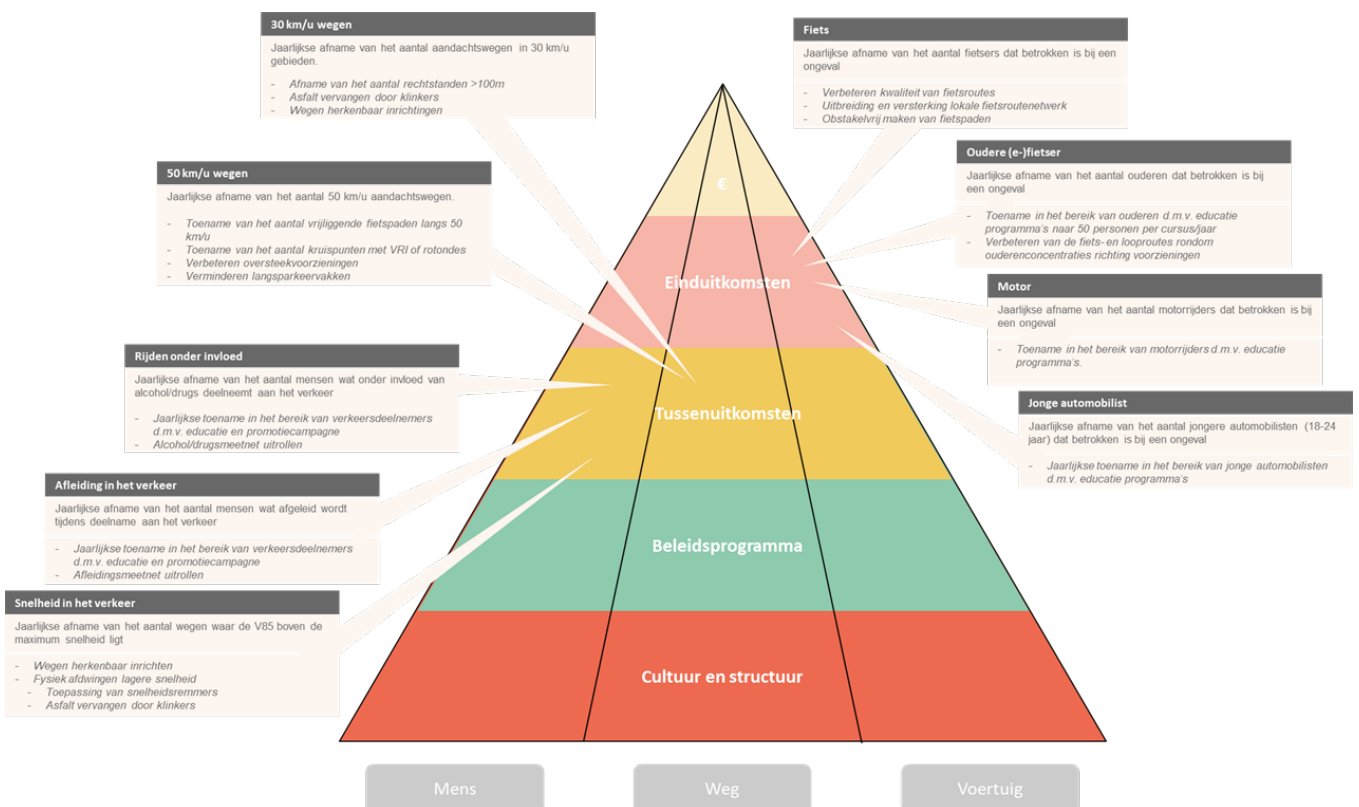 30 km/u wegen
Jaarlijkse afname van het aantal aandachtswegen in 30 km/u
gebieden.
- Afname van het aantal rechtstanden >100m
- Asfalt vervangen door klinkers
- Wegen herkenbaar inrichtingen
50 km/u wegen
Jaarlijkse afname van het aantal 50 km/u aandachtswegen.
- Toename van het aantal vrijliggende fietspaden langs 50
km/u
- Toename van het aantal kruispunten met VRI of rotondes
- Verbeteren oversteekvoorzieningen
- Verminderen langsparkeervakken
Rijden onder invloed
Jaarlijkse afname van het aantal mensen wat onder invloed van
alcohol/drugs deelneemt aan het verkeer
- Jaarlijkse toename in het bereik van verkeersdeelnemers
d.m.v. educatie en promotiecampagne
- Alcohol/drugsmeetnet uitrollen
Afleiding in het verkeer
Jaarlijkse afname van het aantal mensen wat afgeleid wordt
tijdens deelname aan het verkeer
- Jaarlijkse toename in het bereik van verkeersdeelnemers
d.m.v. educatie en promotiecampagne
- Afleidingsmeetnet uitrollen
Snelheid in het verkeer
Jaarlijkse afname van het aantal wegen waar de V85 boven de
maximum snelheid ligt
- Wegen herkenbaar inrichten
- Fysiek afdwingen lagere snelheid
- Toepassing van snelheidsremmers
- Asfalt vervangen door klinkers
Fiets
Jaarlijkse afname van het aantal fietsers dat betrokken is bij een
ongeval
- Verbeteren kwaliteit van fietsroutes
- Uitbreiding en versterking lokale fietsroutenetwerk
- Obstakelvrij maken van fietspaden
Oudere (e-)fietser
Jaarlijkse afname van het aantal ouderen dat betrokken is bij
een ongeval
- Toename in het bereik van ouderen d.m.v. educatie
programma's naar 50 personen per cursus/jaar
- Verbeteren van de fiets- en looproutes rondom
ouderenconcentraties richting voorzieningen
Motor
Jaarlijkse afname van het aantal motorrijders dat betrokken is bij
een ongeval
- Toename in het bereik van motorrijders d.m.v. educatie
programma's.
Jonge automobilist
Jaarlijkse afname van het aantal jongere automobilisten (18-24
jaar) dat betrokken is bij een ongeval
- Jaarlijkse toename in het bereik van jonge automobilisten
d.m.v. educatie programma's
€
Einduitkomsten
Tussenuitkomsten
Beleidsprogramma
Cultuur en structuur
Mens
Weg
Voertuig